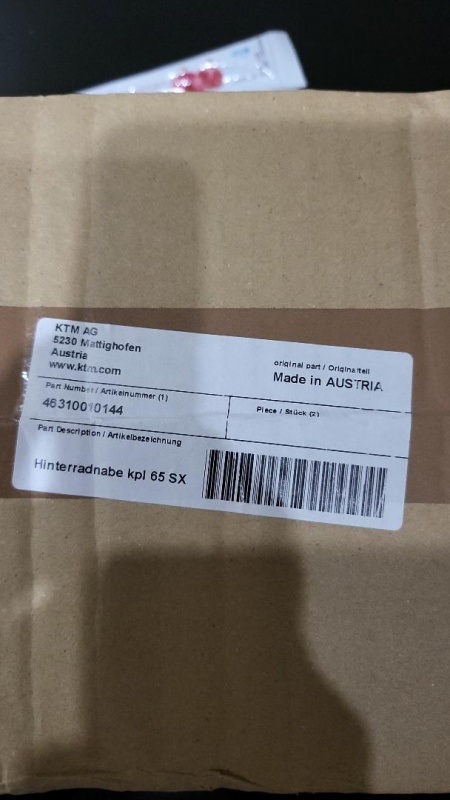 KTM AG
5230 Mattighofen
Austria
www.ktm.com
original part / Originalteil
Made in AUSTRIA
Part Number / Artikelnummer (1)
46310010144
Piece / Stück (2)
Part Description / Artikelbezeichnung
Hinterradnabe kpl 65 SX